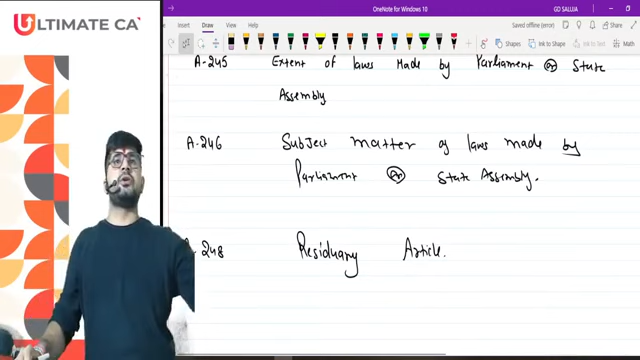 ULTIMATE CA
OneNote for Windows 10
GD SALUJA
Home Insert Draw View Help
Saved offline (error)
Share
Shapes
Ink to Shape
Ink to Text
A-245 Extent of laws Made by Parliament or State
Assembly
A-246 Subject matter of laws made by
Parliament or State Assembly.
248 Residuary Article.